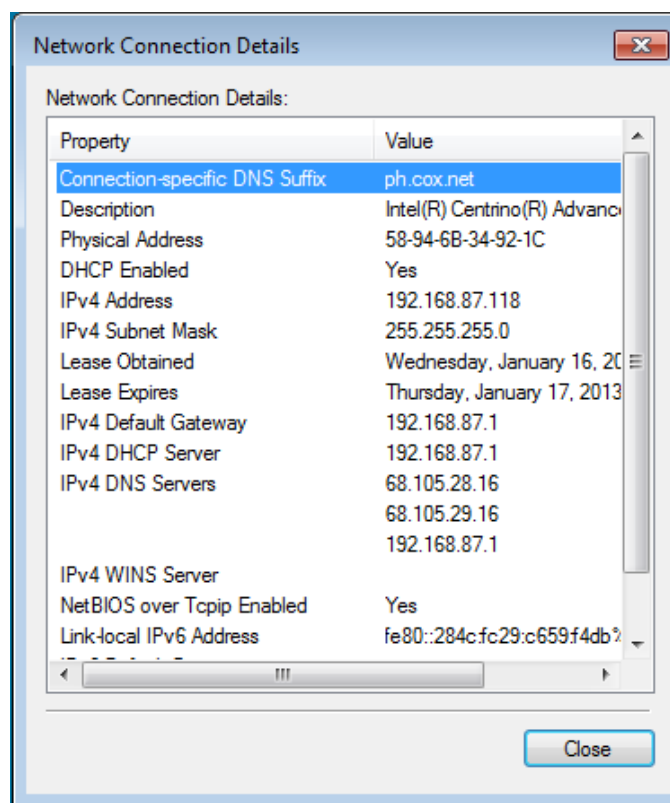 Network Connection Details
Network Connection Details:
Property Value
Connection-specific DNS Suffix ph.cox.net
Description Intel(R) Centrino(R) Advanc
Physical Address 58-94-6B-34-92-1C
DHCP Enabled Yes
IPv4 Address 192.168.87.118
IPv4 Subnet Mask 255.255.255.0
Lease Obtained Wednesday, January 16, 20
Lease Expires Thursday, January 17, 2013
IPv4 Default Gateway 192.168.87.1
IPv4 DHCP Server 192.168.87.1
IPv4 DNS Servers 68.105.28.16
68.105.29.16
192.168.87.1
IPv4 WINS Server
NetBIOS over Tcpip Enabled Yes
Link-local IPv6 Address fe80::284c:fc29:c659:f4db%
Close